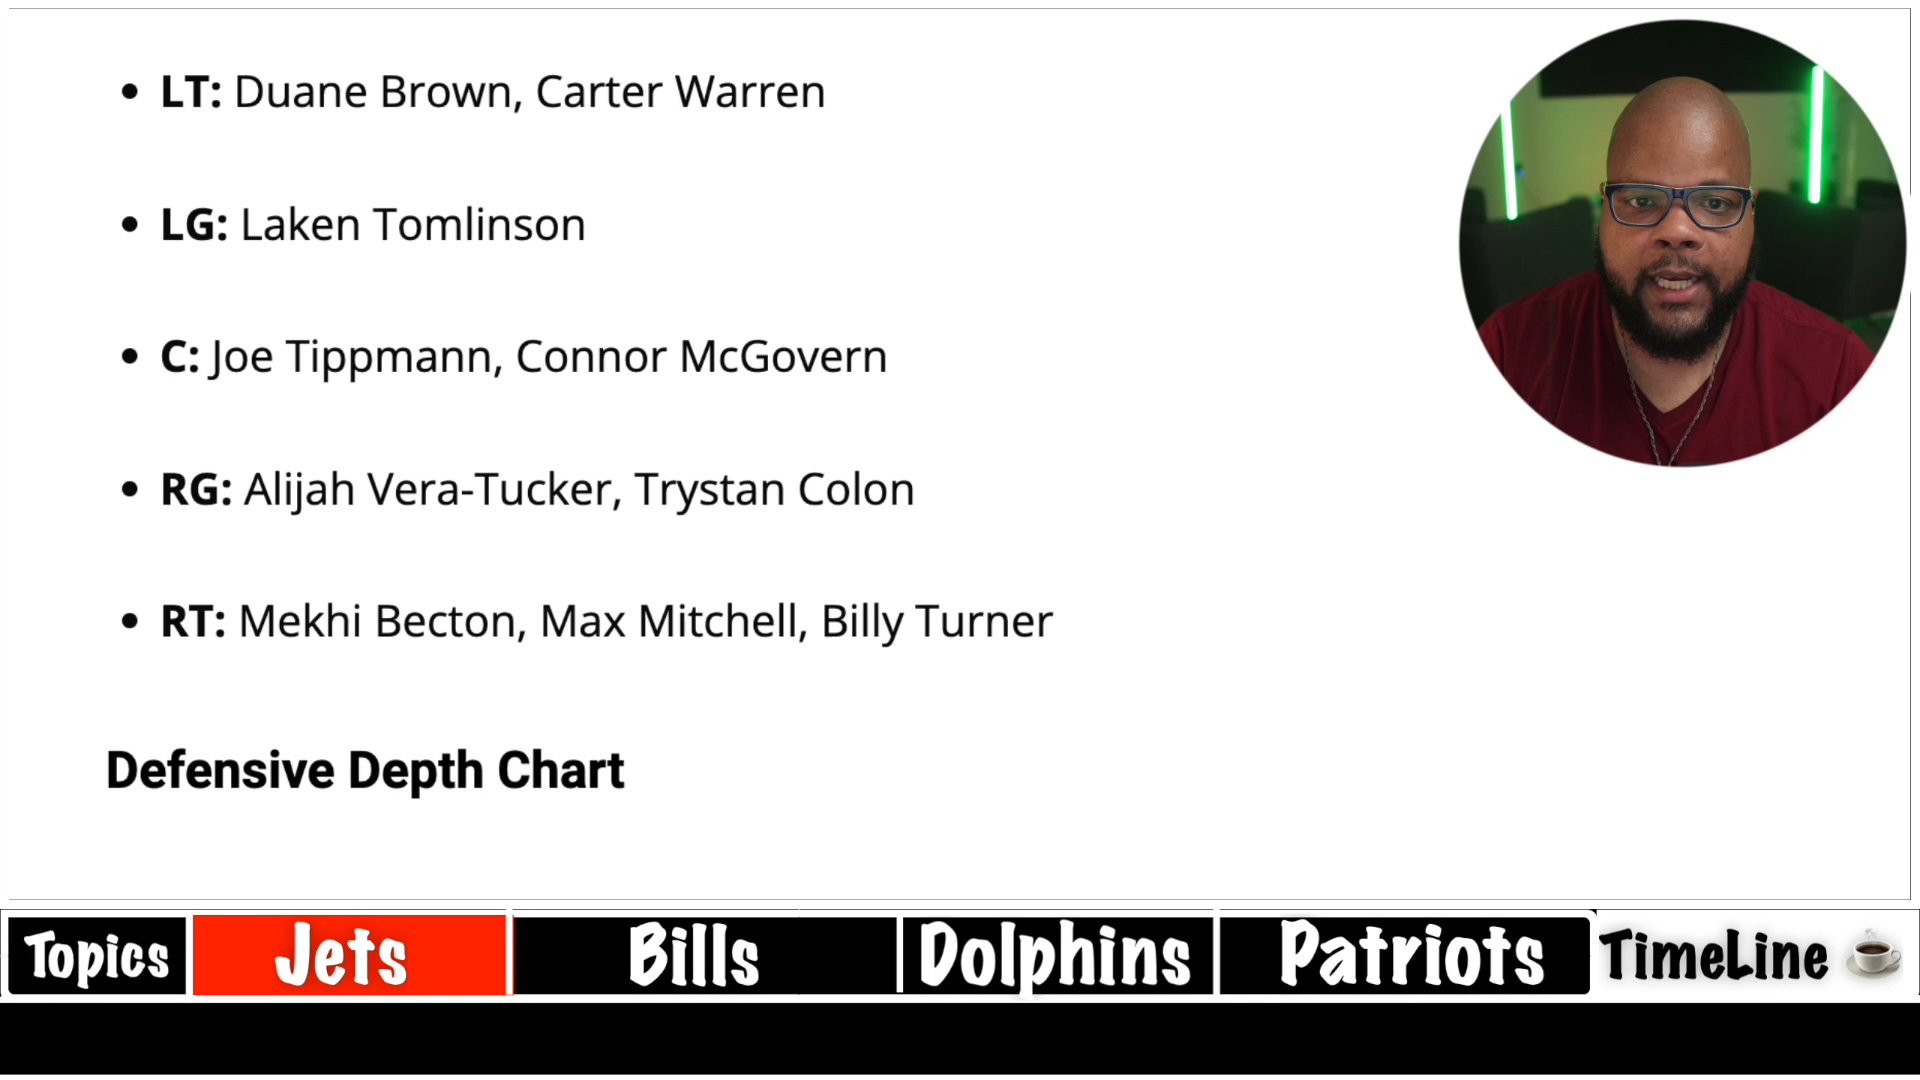 LT: Duane Brown, Carter Warren
LG: Laken Tomlinson
C: Joe Tippmann, Connor McGovern
RG: Alijah Vera-Tucker, Trystan Colon
RT: Mekhi Becton, Max Mitchell, Billy Turner
Defensive Depth Chart
Topics Jets Bills Dolphins Patriots TimeLine